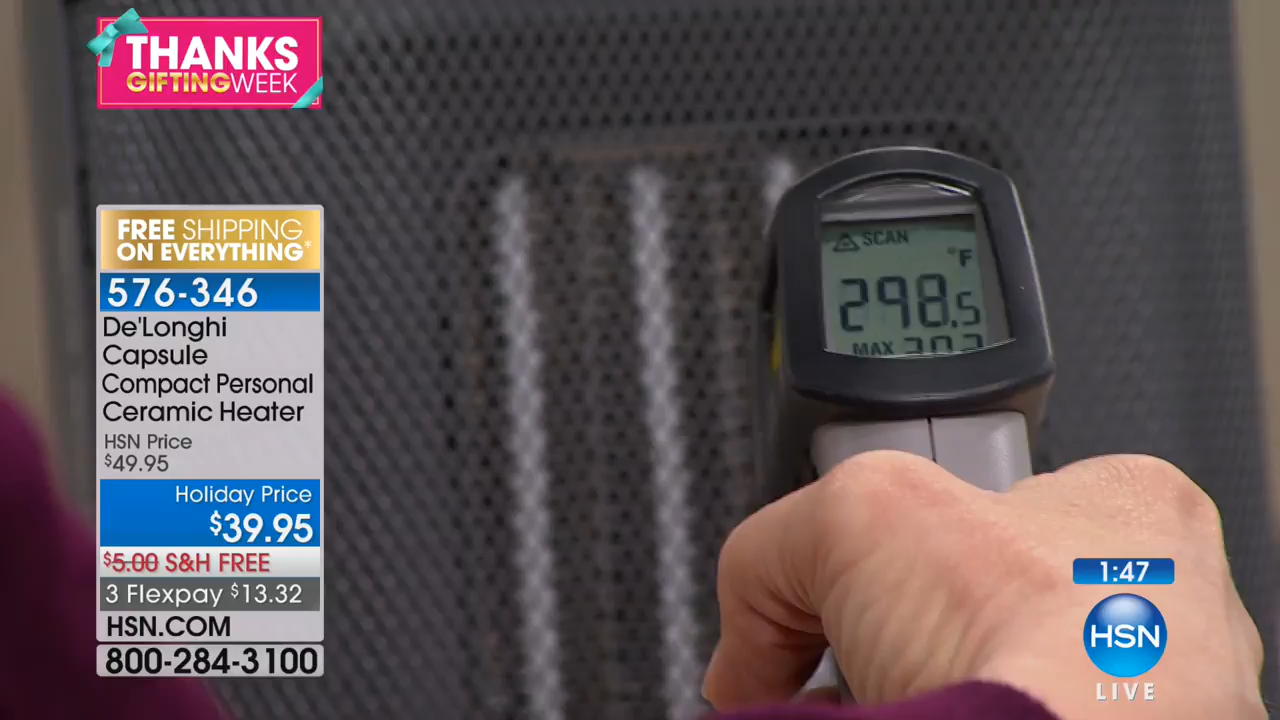 THANKS
GIFTINGWEEK
FREE SHIPPING
ON EVERYTHING*
576-346
De'Longhi
Capsule
Compact Personal
Ceramic Heater
HSN Price
$49.95
Holiday Price
$39.95
$5.00 S&H FREE
3 Flexpay $13.32
HSN.COM
800-284-3100
SCAN
°F
298.5
MAX
1:47
HSN
LIVE